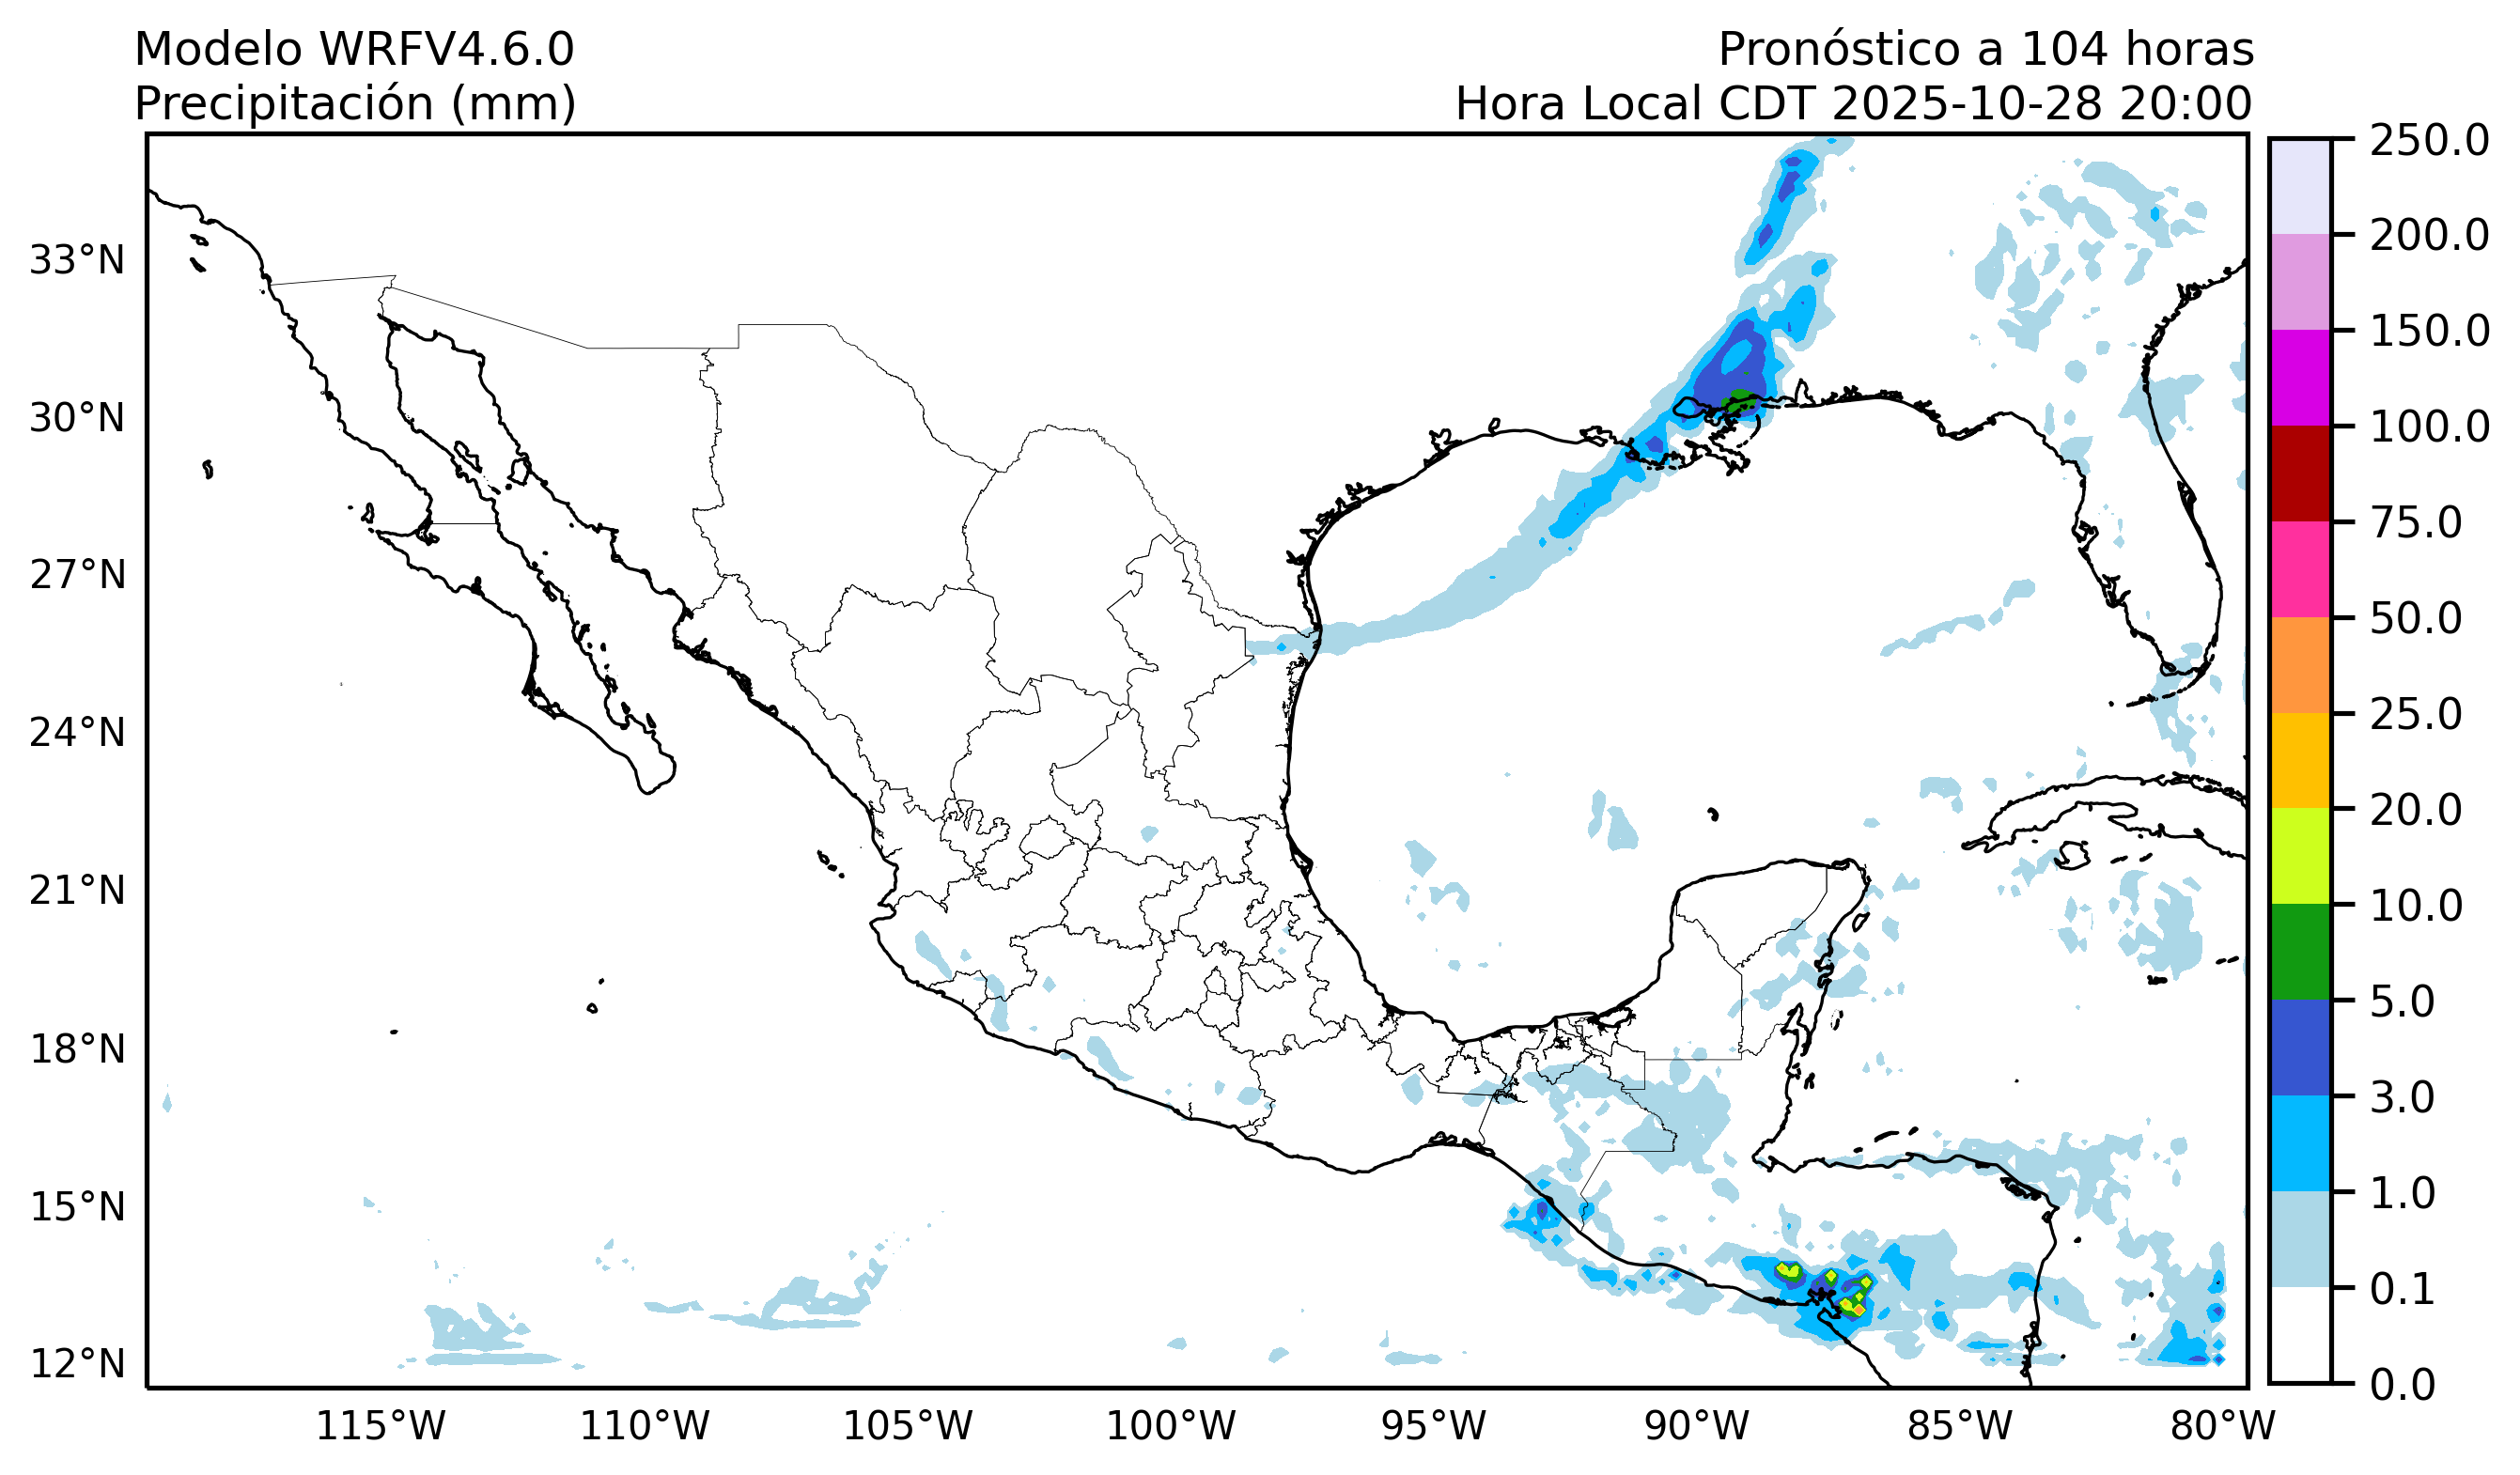 Modelo WRFV4.6.0
Precipitación (mm)
Pronóstico a 104 horas
Hora Local CDT 2025-10-28 20:00
33°N
30°N
27°N
24°N
21°N
18°N
15°N
12°N
115°W
110°W
105°W
100°W
95°W
90°W
85°W
80°W
250.0
200.0
150.0
100.0
75.0
50.0
25.0
20.0
10.0
5.0
3.0
1.0
0.1
0.0